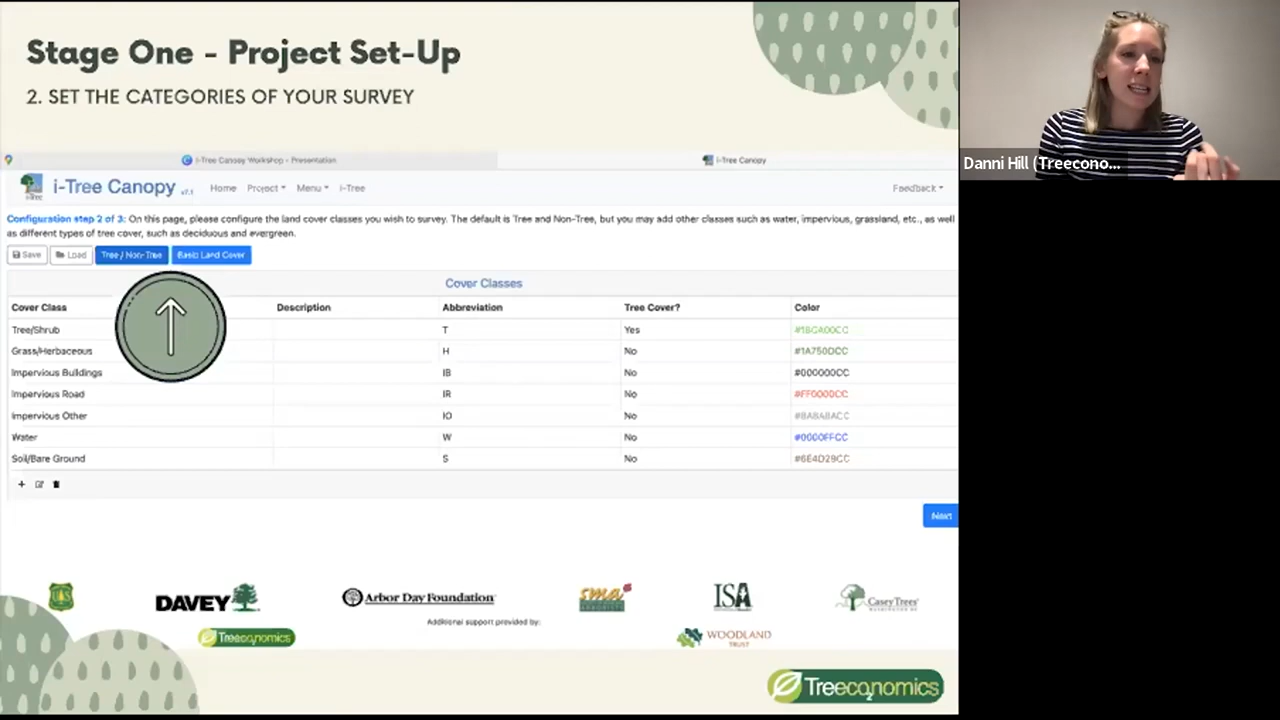 Stage One - Project Set-Up
2. SET THE CATEGORIES OF YOUR SURVEY
i-Tree Canopy Workshop - Presentation
i-Tree Canopy
i-Tree
i-Tree Canopy v7.1
Home Project Menu i-Tree Feedback
Configuration step 2 of 3: On this page, please configure the land cover classes you wish to survey. The default is Tree and Non-Tree, but you may add other classes such as water, impervious, grassland, etc., as well
as different types of tree cover, such as deciduous and evergreen.
Save Load Tree / Non-Tree Basic Land Cover
Cover Classes
Cover Class Description Abbreviation Tree Cover? Color
Tree/Shrub T Yes
Grass/Herbaceous H No #1A750DCC
Impervious Buildings IB No #000000CC
Impervious Road IR No #FF0000CC
Impervious Other IO No #8A8A8ACC
Water W No #0000FFCC
Soil/Bare Ground S No #6E4D29CC
Next
DAVEY
Arbor Day Foundation
sma
ISA
Casey Trees
Additional support provided by:
Treeconomics
WOODLAND
TRUST
Treeconomics
Danni Hill (Treecono...